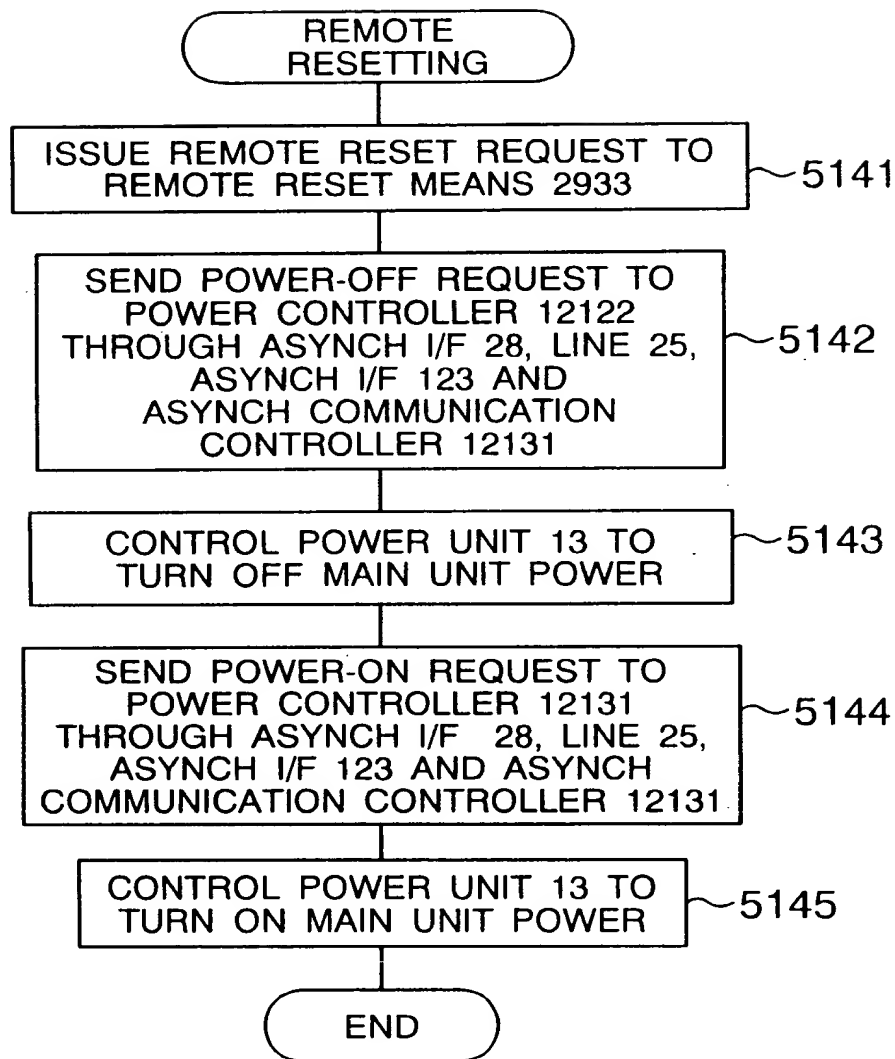 REMOTE
RESETTING
ISSUE REMOTE RESET REQUEST TO
REMOTE RESET MEANS 2933
5141
SEND POWER-OFF REQUEST TO
POWER CONTROLLER 12122
THROUGH ASYNCH I/F 28, LINE 25,
ASYNCH I/F 123 AND
ASYNCH COMMUNICATION
CONTROLLER 12131
5142
CONTROL POWER UNIT 13 TO
TURN OFF MAIN UNIT POWER
5143
SEND POWER-ON REQUEST TO
POWER CONTROLLER 12131
THROUGH ASYNCH I/F 28, LINE 25,
ASYNCH I/F 123 AND ASYNCH
COMMUNICATION CONTROLLER 12131
5144
CONTROL POWER UNIT 13 TO
TURN ON MAIN UNIT POWER
5145
END